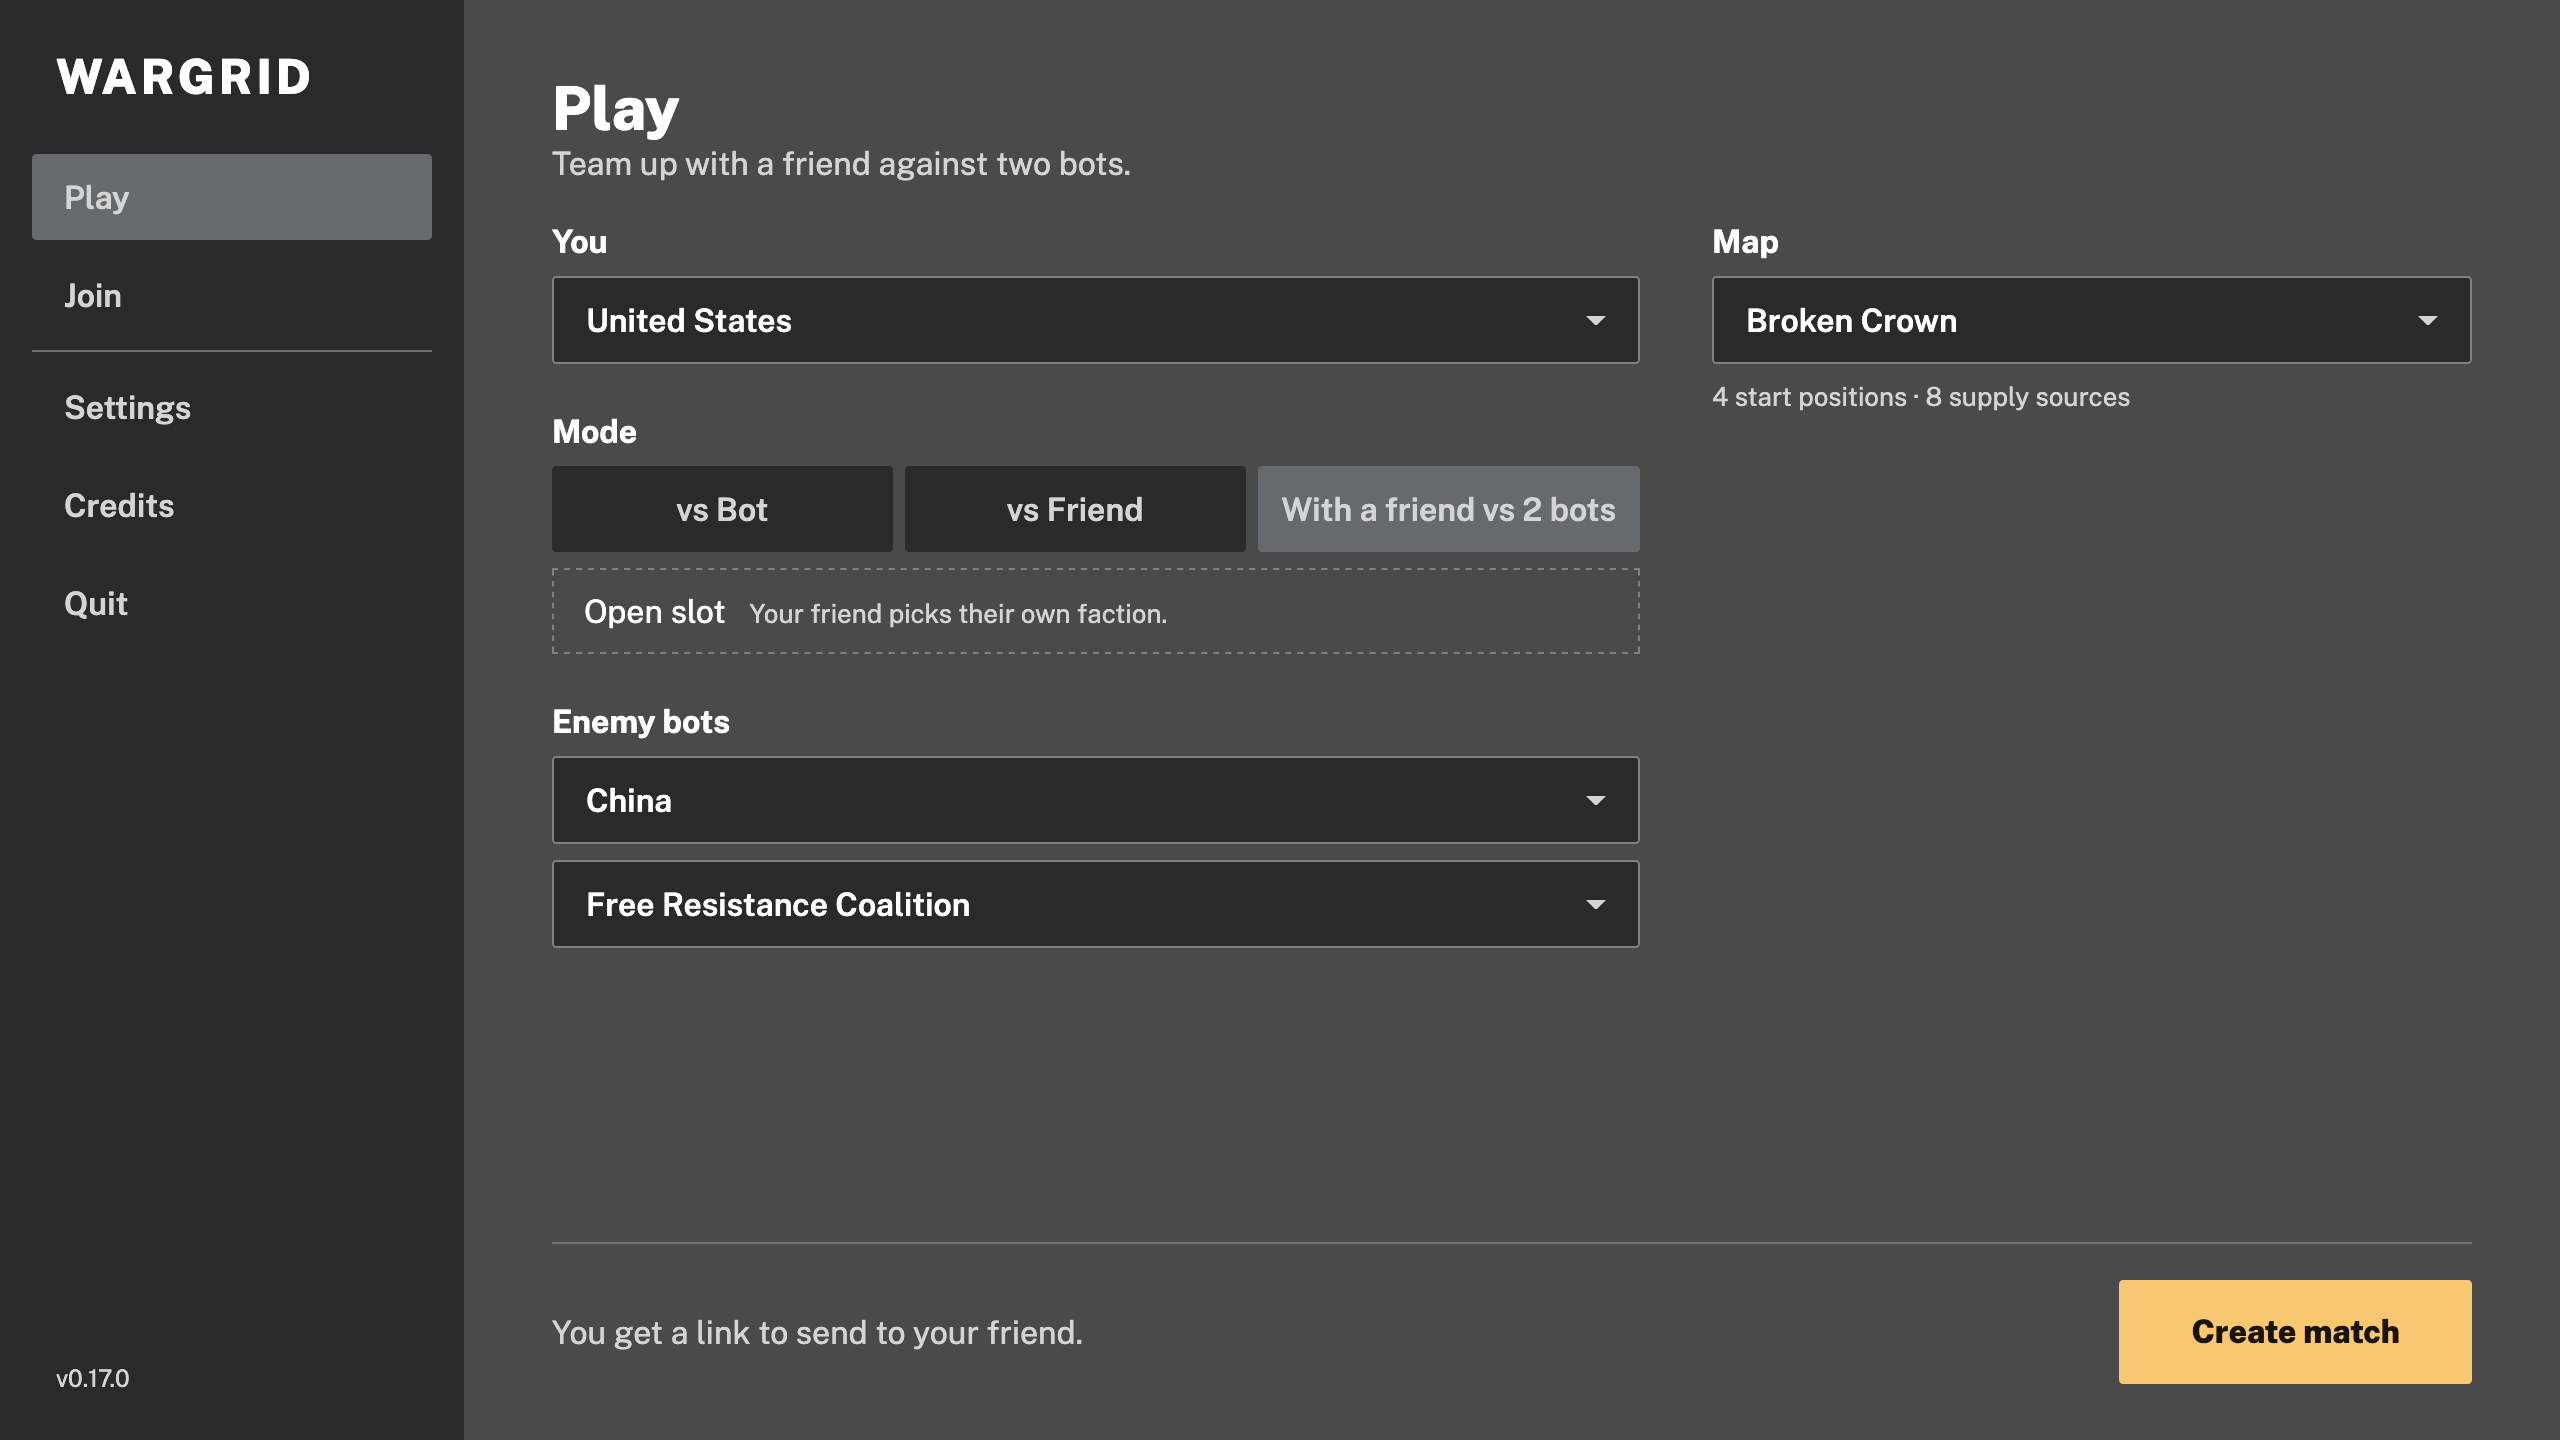 WARGRID
Play
Join
Settings
Credits
Quit
v0.17.0
Play
Team up with a friend against two bots.
You
United States
Mode
vs Bot
vs Friend
With a friend vs 2 bots
Open slot Your friend picks their own faction.
Enemy bots
China
Free Resistance Coalition
Map
Broken Crown
4 start positions · 8 supply sources
You get a link to send to your friend.
Create match